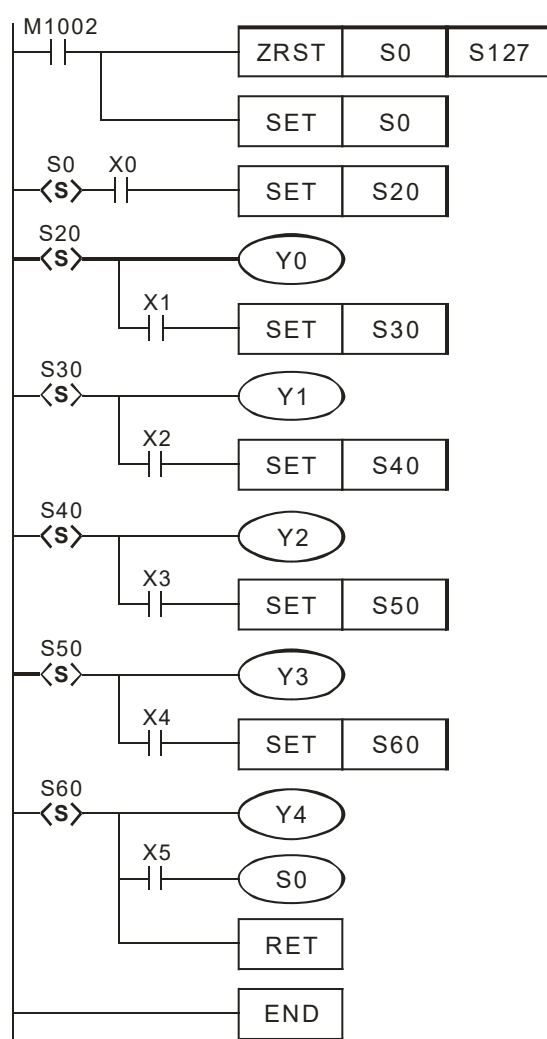 M1002
ZRST S0 S127
SET S0
S0 X0
S SET S20
S20
S Y0
X1
SET S30
S30
S Y1
X2
SET S40
S40
S Y2
X3
SET S50
S50
S Y3
X4
SET S60
S60
S Y4
X5
S0
RET
END